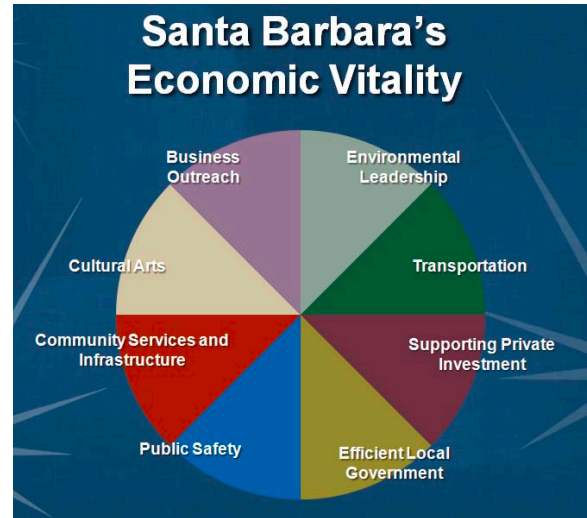 Santa Barbara's
Economic Vitality
Business
Outreach
Environmental
Leadership
Cultural Arts
Transportation
Community Services and
Infrastructure
Supporting Private
Investment
Public Safety
Efficient Local
Government